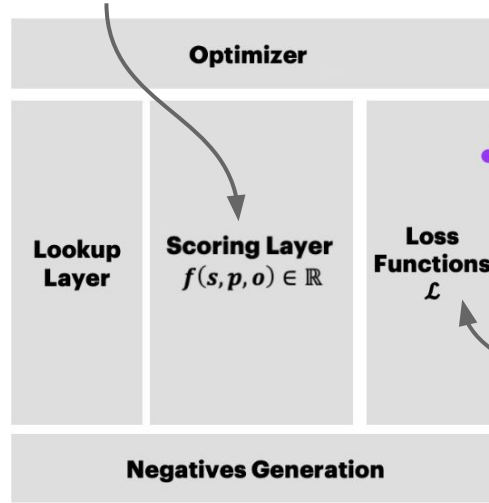 Optimizer
Lookup
Layer
Scoring Layer
f(s, p, o) ∈ ℝ
Loss
Functions
ℒ
Negatives Generation